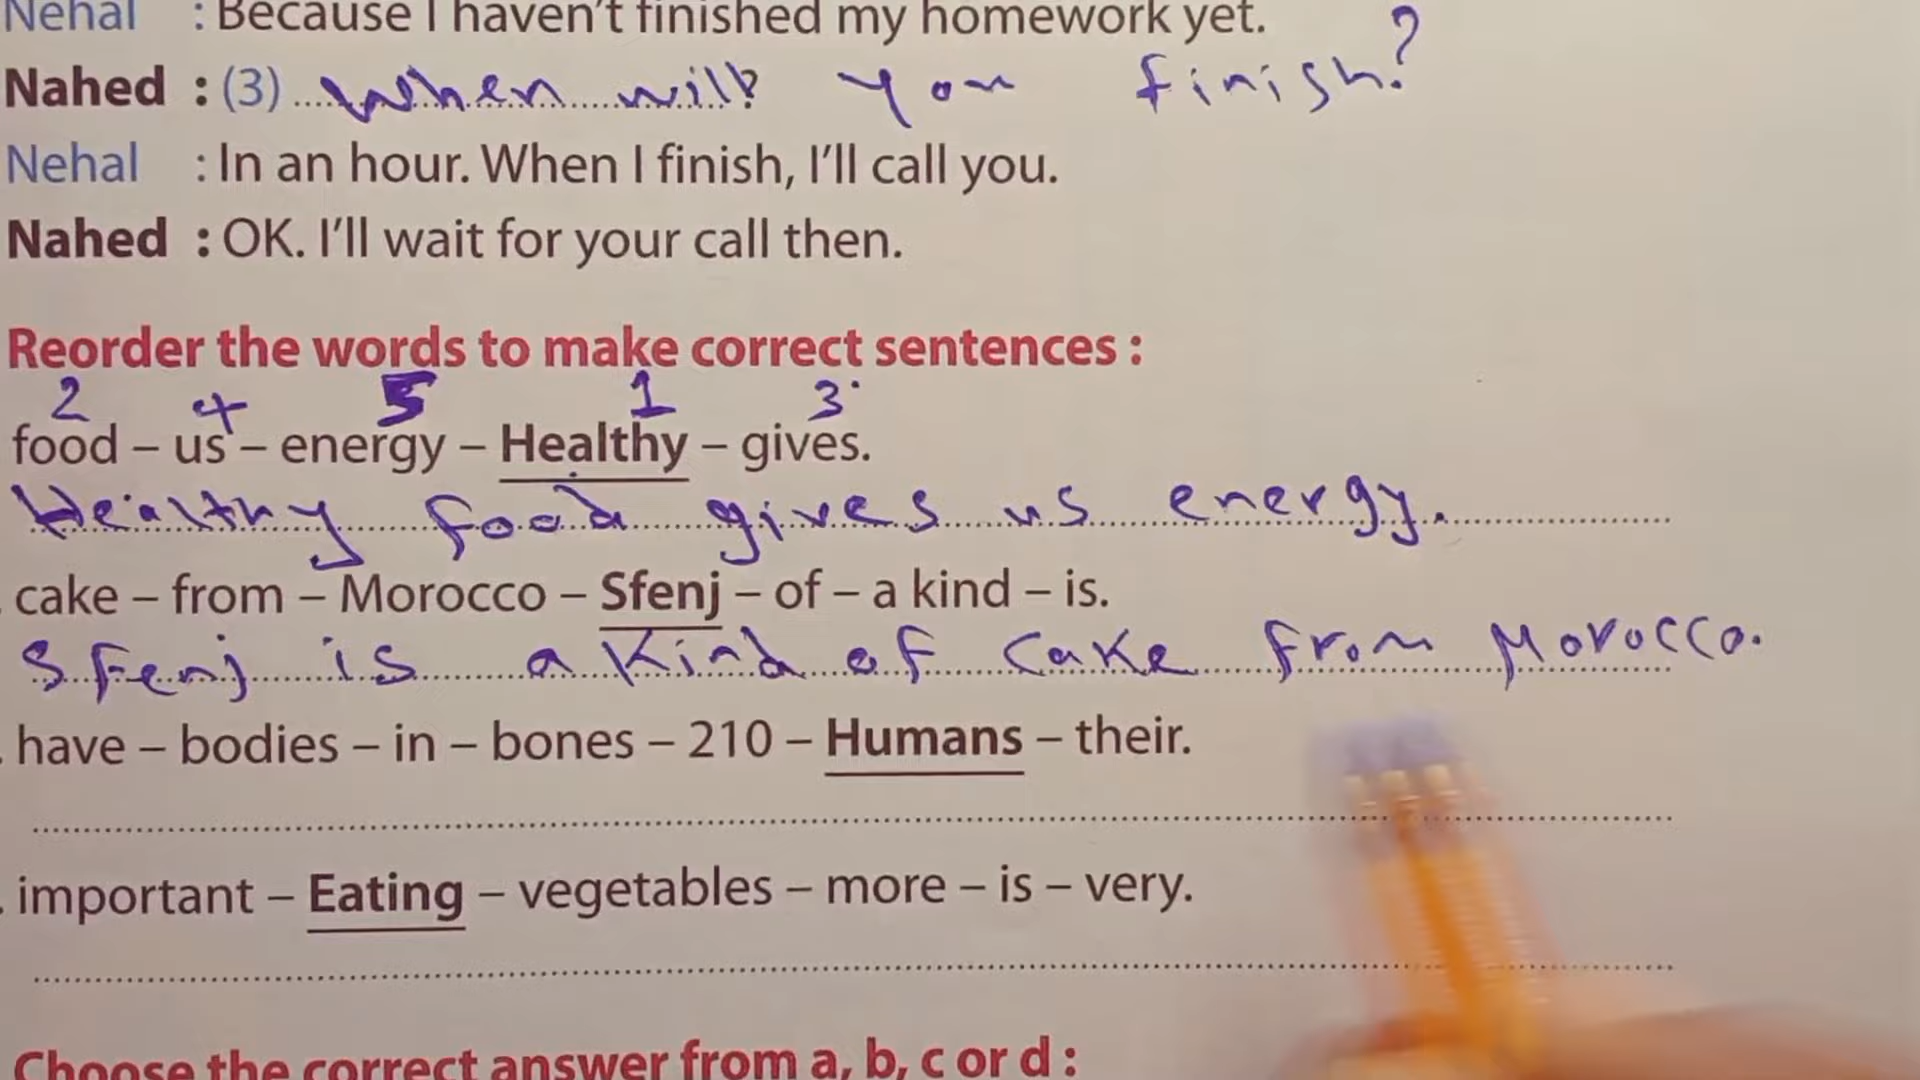 Nehal : Because I haven't finished my homework yet.
Nahed : (3) When will you finish?
Nehal : In an hour. When I finish, I'll call you.
Nahed : OK. I'll wait for your call then.
Reorder the words to make correct sentences :
2 4 5 1 3
food – us – energy – Healthy – gives.
Healthy food gives us energy.
cake – from – Morocco – Sfenj – of – a kind – is.
Sfenj is a Kind of Cake from Morocco.
have – bodies – in – bones – 210 – Humans – their.
important – Eating – vegetables – more – is – very.
Choose the correct answer from a, b, c or d :